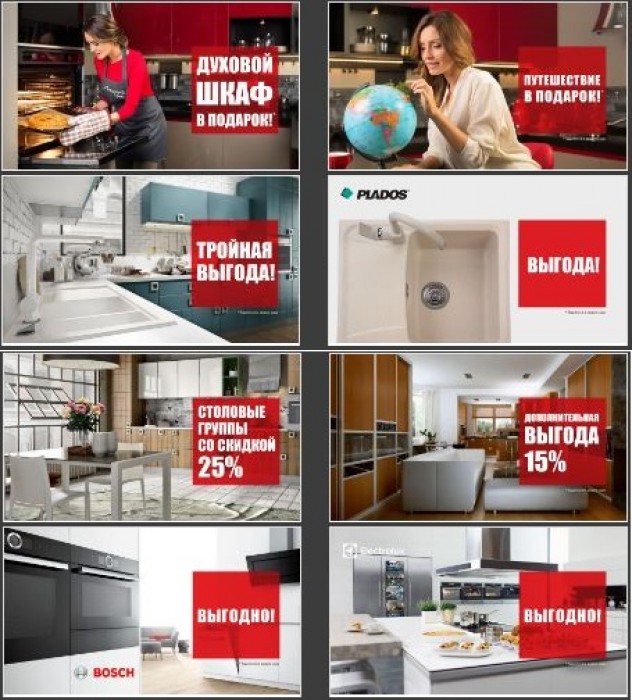 ДУХОВОЙ
ШКАФ
В ПОДАРОК!*
ПУТЕШЕСТВИЕ
В ПОДАРОК!*
ТРОЙНАЯ
ВЫГОДА!
PLADOS
ВЫГОДА!
СТОЛОВЫЕ
ГРУППЫ
СО СКИДКОЙ
25%
ДОПОЛНИТЕЛЬНАЯ
ВЫГОДА
15%
ВЫГОДНО!
BOSCH
Electrolux
ВЫГОДНО!